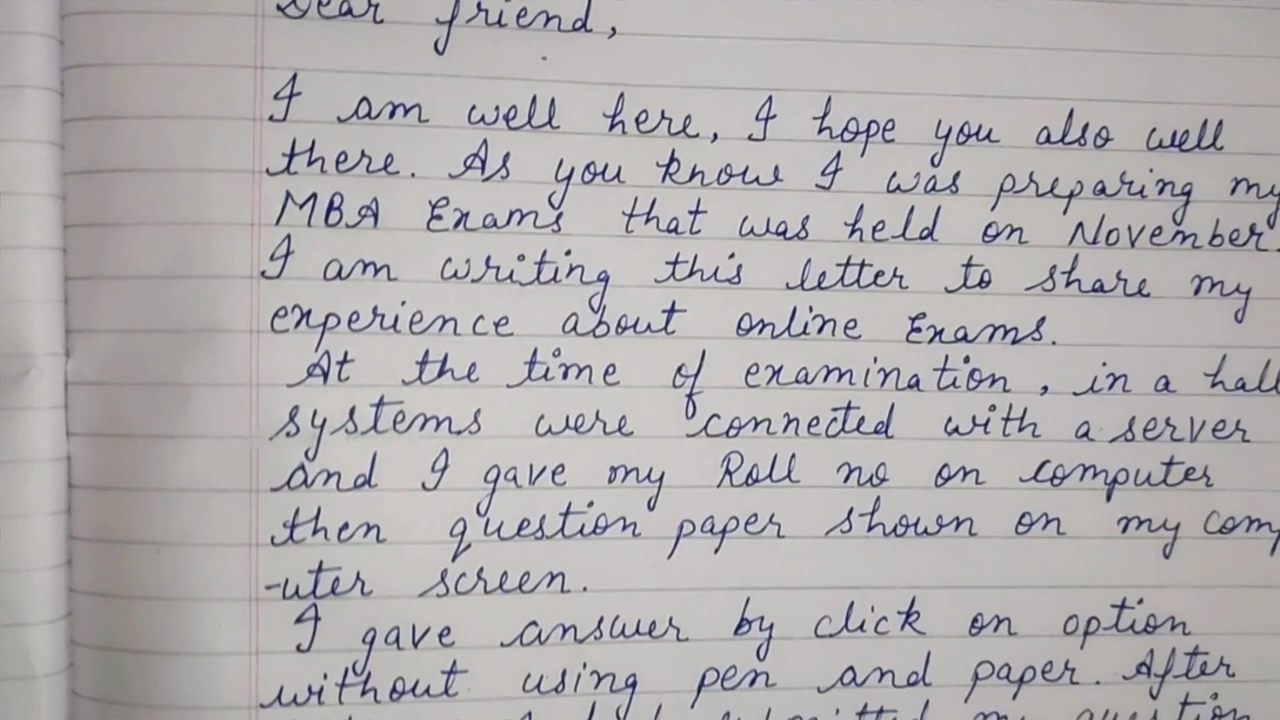 Dear friend,
I am well here, I hope you also well
there. As you know I was preparing my
MBA Exams that was held on November.
I am writing this letter to share my
experience about online Exams.
At the time of examination, in a hall
systems were connected with a server
and I gave my Roll no on computer
then question paper shown on my comp
-uter screen.
I gave answer by click on option
without using pen and paper. After
my question